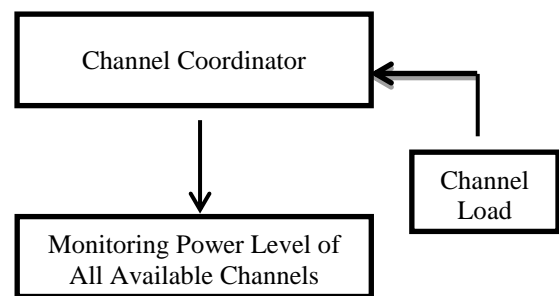 Channel Coordinator
Channel
Load
Monitoring Power Level of
All Available Channels